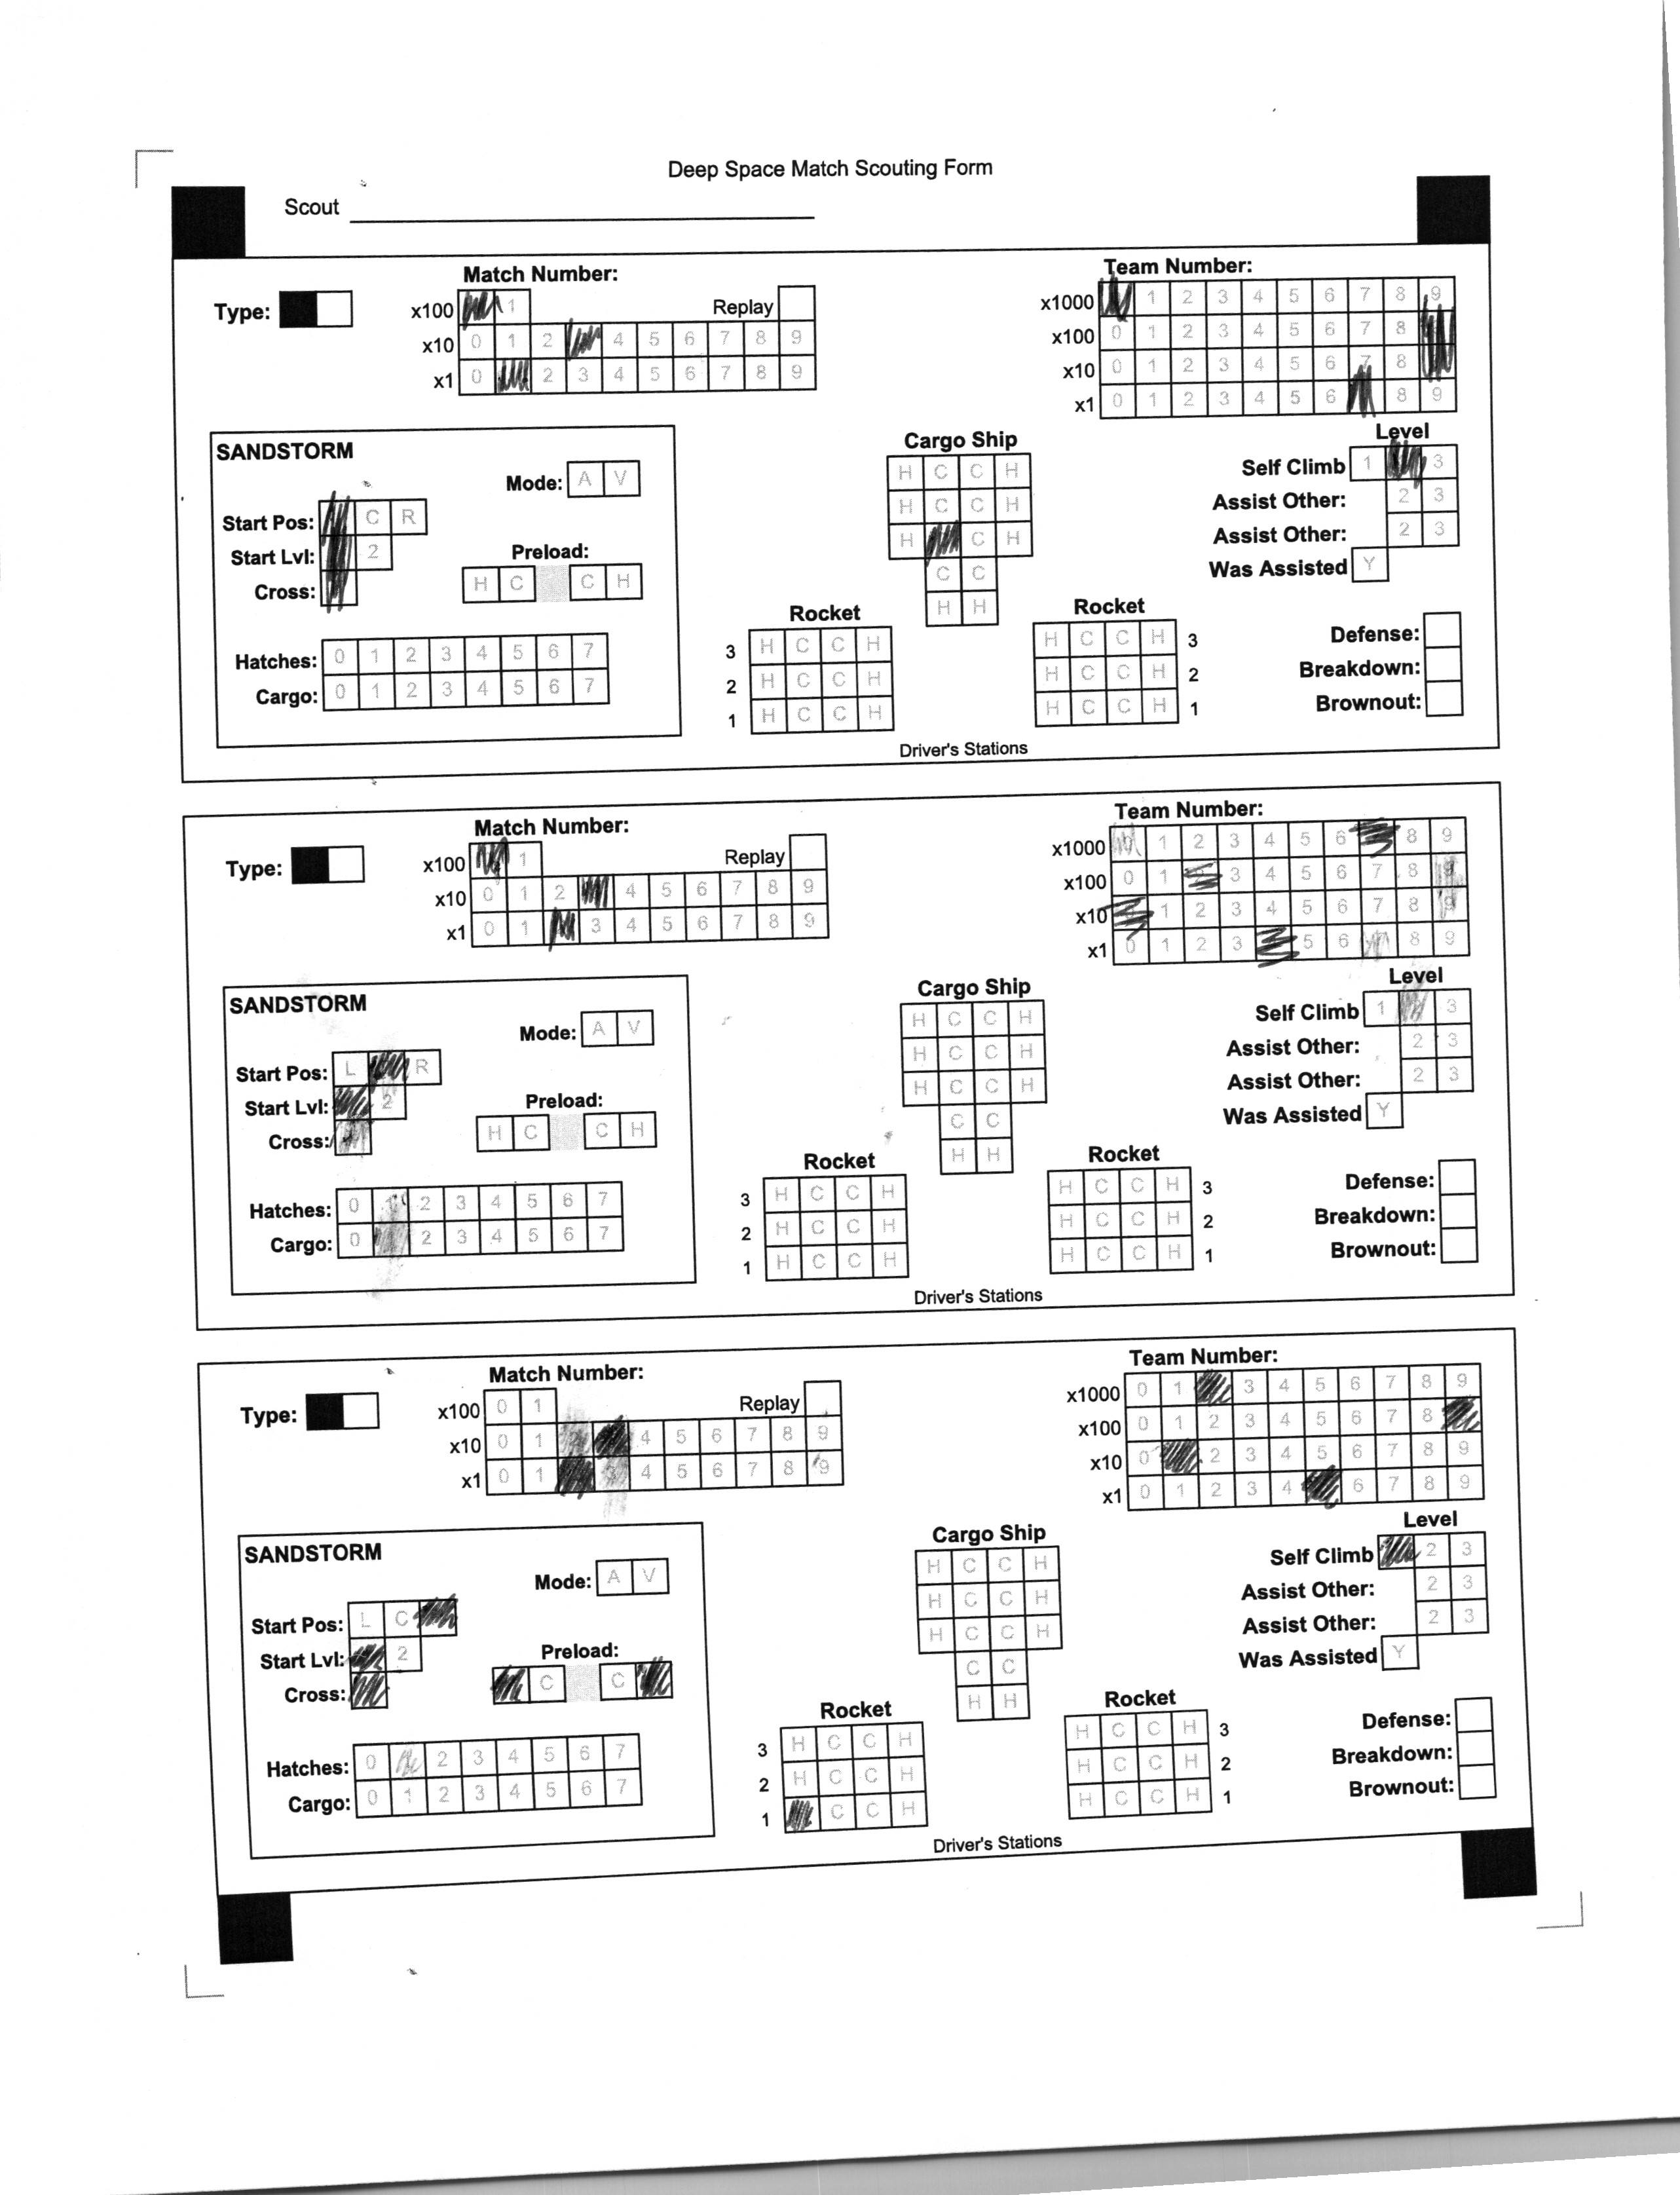 Deep Space Match Scouting Form
Scout
Match Number:
Team Number:
Type:
x100 1
Replay
x10 0 1 2 4 5 6 7 8 9
x1 0 2 3 4 5 6 7 8 9
x1000 1 2 3 4 5 6 7 8 9
x100 0 1 2 3 4 5 6 7 8
x10 0 1 2 3 4 5 6 7 8
x1 0 1 2 3 4 5 6 8 9
SANDSTORM
Mode: A V
Start Pos: C R
Start Lvl: 2
Cross:
Preload:
H C C H
Hatches: 0 1 2 3 4 5 6 7
Cargo: 0 1 2 3 4 5 6 7
Cargo Ship
H C C H
H C C H
H C H
C C
H H
Rocket
3 H C C H
2 H C C H
1 H C C H
Rocket
H C C H 3
H C C H 2
H C C H 1
Driver's Stations
Level
Self Climb 1 3
Assist Other: 2 3
Assist Other: 2 3
Was Assisted Y
Defense:
Breakdown:
Brownout:
Match Number:
Team Number:
Type:
x100 1
Replay
x10 0 1 2 4 5 6 7 8 9
x1 0 1 3 4 5 6 7 8 9
x1000 1 2 3 4 5 6 8 9
x100 0 1 2 3 4 5 6 7 8 9
x10 1 2 3 4 5 6 7 8 9
x1 0 1 2 3 5 6 8 9
SANDSTORM
Mode: A V
Start Pos: L R
Start Lvl: 2
Cross:
Preload:
H C C H
Hatches: 0 1 2 3 4 5 6 7
Cargo: 0 2 3 4 5 6 7
Cargo Ship
H C C H
H C C H
H C C H
C C
H H
Rocket
3 H C C H
2 H C C H
1 H C C H
Rocket
H C C H 3
H C C H 2
H C C H 1
Driver's Stations
Level
Self Climb 1 3
Assist Other: 2 3
Assist Other: 2 3
Was Assisted Y
Defense:
Breakdown:
Brownout:
Match Number:
Team Number:
Type:
x100 0 1
Replay
x10 0 1 2 4 5 6 7 8 9
x1 0 1 3 4 5 6 7 8 9
x1000 0 1 3 4 5 6 7 8 9
x100 0 1 2 3 4 5 6 7 8
x10 0 2 3 4 5 6 7 8 9
x1 0 1 2 3 4 6 7 8 9
SANDSTORM
Mode: A V
Start Pos: L C
Start Lvl: 2
Cross:
Preload:
C C
Hatches: 0 2 3 4 5 6 7
Cargo: 0 1 2 3 4 5 6 7
Cargo Ship
H C C H
H C C H
H C C H
C C
H H
Rocket
3 H C C H
2 H C C H
1 C C H
Rocket
H C C H 3
H C C H 2
H C C H 1
Driver's Stations
Level
Self Climb 2 3
Assist Other: 2 3
Assist Other: 2 3
Was Assisted Y
Defense:
Breakdown:
Brownout: